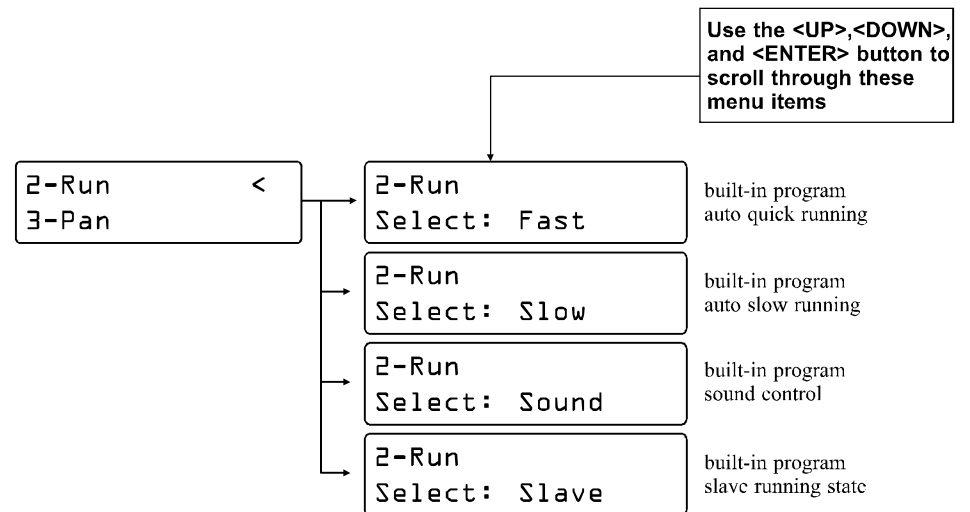 Use the <UP>,<DOWN>,
and <ENTER> button to
scroll through these
menu items
2-Run <
3-Pan
2-Run
Select: Fast
built-in program
auto quick running
2-Run
Select: Slow
built-in program
auto slow running
2-Run
Select: Sound
built-in program
sound control
2-Run
Select: Slave
built-in program
slave running state